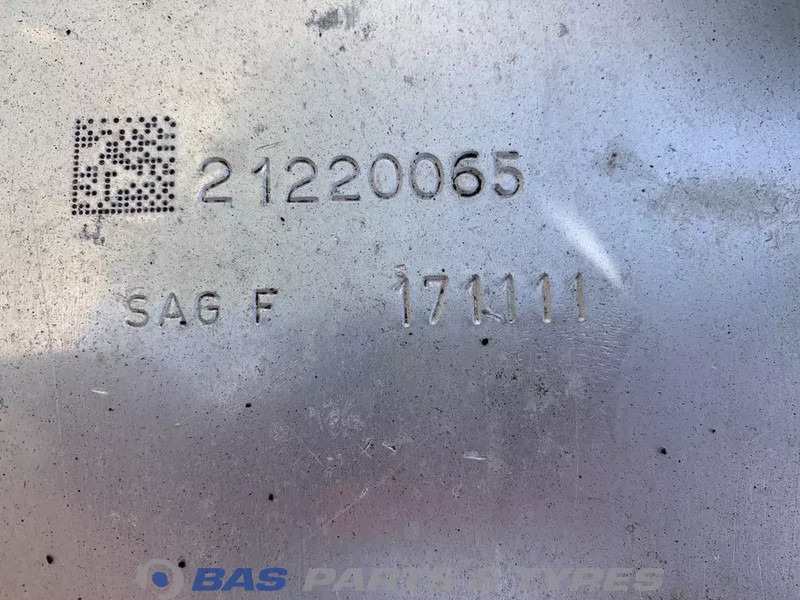 21220065
SAG F 171111
BAS PARTS & TYRES